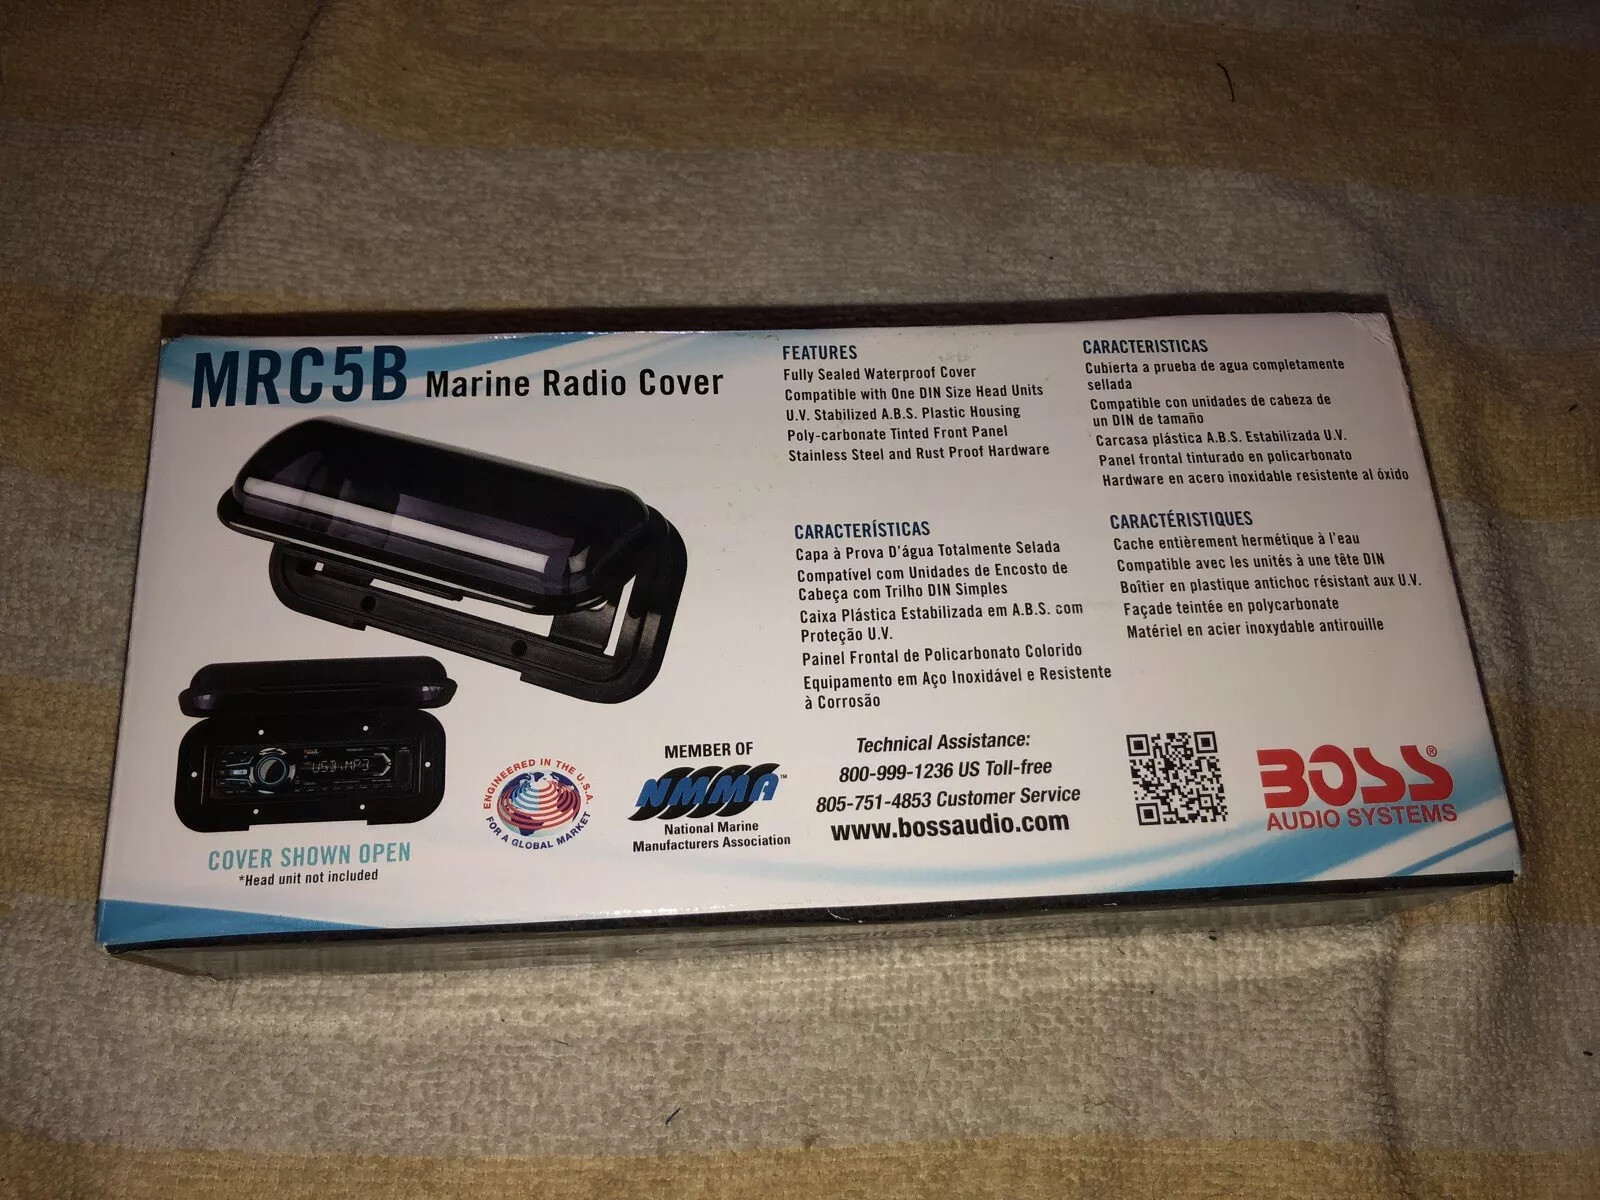 MRC5B Marine Radio Cover
FEATURES
Fully Sealed Waterproof Cover
Compatible with One DIN Size Head Units
U.V. Stabilized A.B.S. Plastic Housing
Poly-carbonate Tinted Front Panel
Stainless Steel and Rust Proof Hardware
CARACTERISTICAS
Cubierta a prueba de agua completamente
sellada
Compatible con unidades de cabeza de
un DIN de tamaño
Carcasa plástica A.B.S. Estabilizada U.V.
Panel frontal tinturado en policarbonato
Hardware en acero inoxidable resistente al óxido
CARACTERÍSTICAS
Capa à Prova D'água Totalmente Selada
Compatível com Unidades de Encosto de
Cabeça com Trilho DIN Simples
Caixa Plástica Estabilizada em A.B.S. com
Proteção U.V.
Painel Frontal de Policarbonato Colorido
Equipamento em Aço Inoxidável e Resistente
à Corrosão
CARACTÉRISTIQUES
Cache entièrement hermétique à l'eau
Compatible avec les unités à une tête DIN
Boîtier en plastique antichoc résistant aux U.V.
Façade teintée en polycarbonate
Matériel en acier inoxydable antirouille
USB/MP3
COVER SHOWN OPEN
*Head unit not included
ENGINEERED IN THE U.S.A.
FOR A GLOBAL MARKET
MEMBER OF
NMMA™
National Marine
Manufacturers Association
Technical Assistance:
800-999-1236 US Toll-free
805-751-4853 Customer Service
www.bossaudio.com
BOSS®
AUDIO SYSTEMS